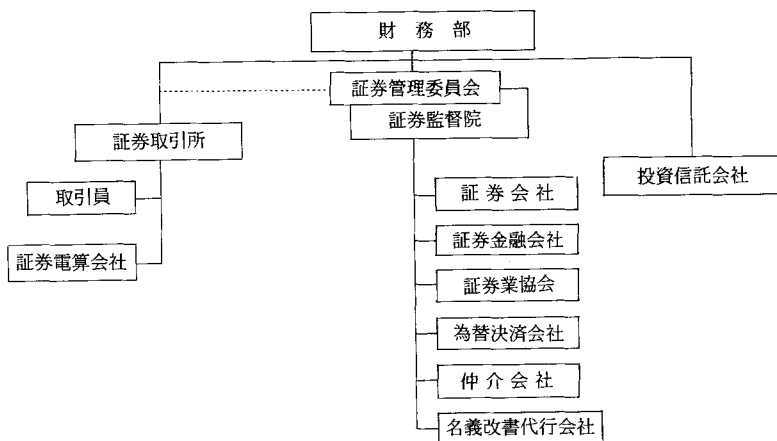 財務部
証券管理委員会
証券監督院
証券取引所
取引員
証券電算会社
証券会社
証券金融会社
証券業協会
為替決済会社
仲介会社
名義改書代行会社
投資信託会社